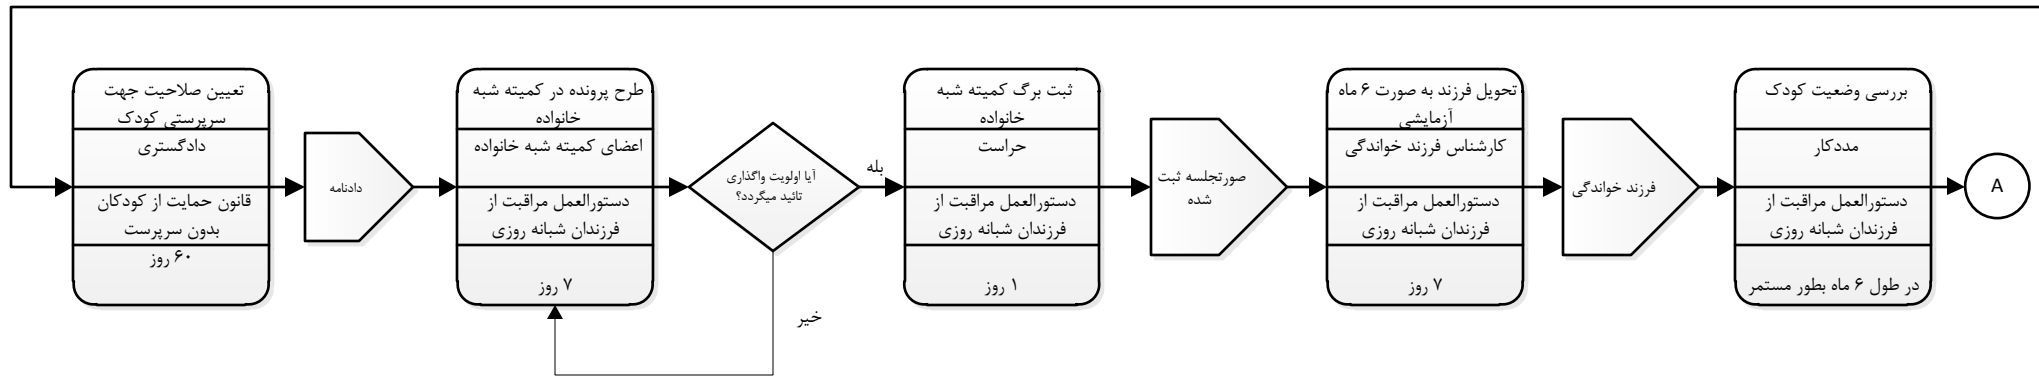 تعیین صلاحیت جهت
سرپرستی کودک
دادگستری
قانون حمایت از کودکان
بدون سرپرست
۶۰ روز
دادنامه
طرح پرونده در کمیته شبه
خانواده
اعضای کمیته شبه خانواده
دستورالعمل مراقبت از
فرزندان شبانه روزی
۷ روز
آیا اولویت واگذاری
تائید میگردد؟
بله
خیر
ثبت برگ کمیته شبه
خانواده
حراست
دستورالعمل مراقبت از
فرزندان شبانه روزی
۱ روز
صورتجلسه ثبت
شده
تحویل فرزند به صورت ۶ ماه
آزمایشی
کارشناس فرزند خواندگی
دستورالعمل مراقبت از
فرزندان شبانه روزی
۷ روز
فرزند خواندگی
بررسی وضعیت کودک
مددکار
دستورالعمل مراقبت از
فرزندان شبانه روزی
در طول ۶ ماه بطور مستمر
A